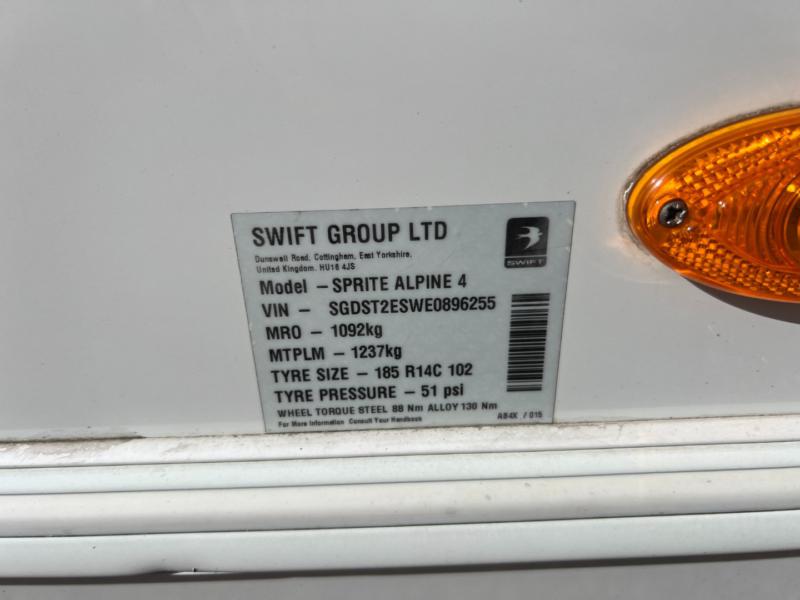 SWIFT GROUP LTD
Dunswell Road, Cottingham, East Yorkshire,
United Kingdom. HU16 4JS
SWIFT
Model – SPRITE ALPINE 4
VIN – SGDST2ESWE0896255
MRO – 1092kg
MTPLM – 1237kg
TYRE SIZE – 185 R14C 102
TYRE PRESSURE – 51 psi
WHEEL TORQUE STEEL 88 Nm ALLOY 130 Nm
For More Information Consult Your Handbook
A84X / 015